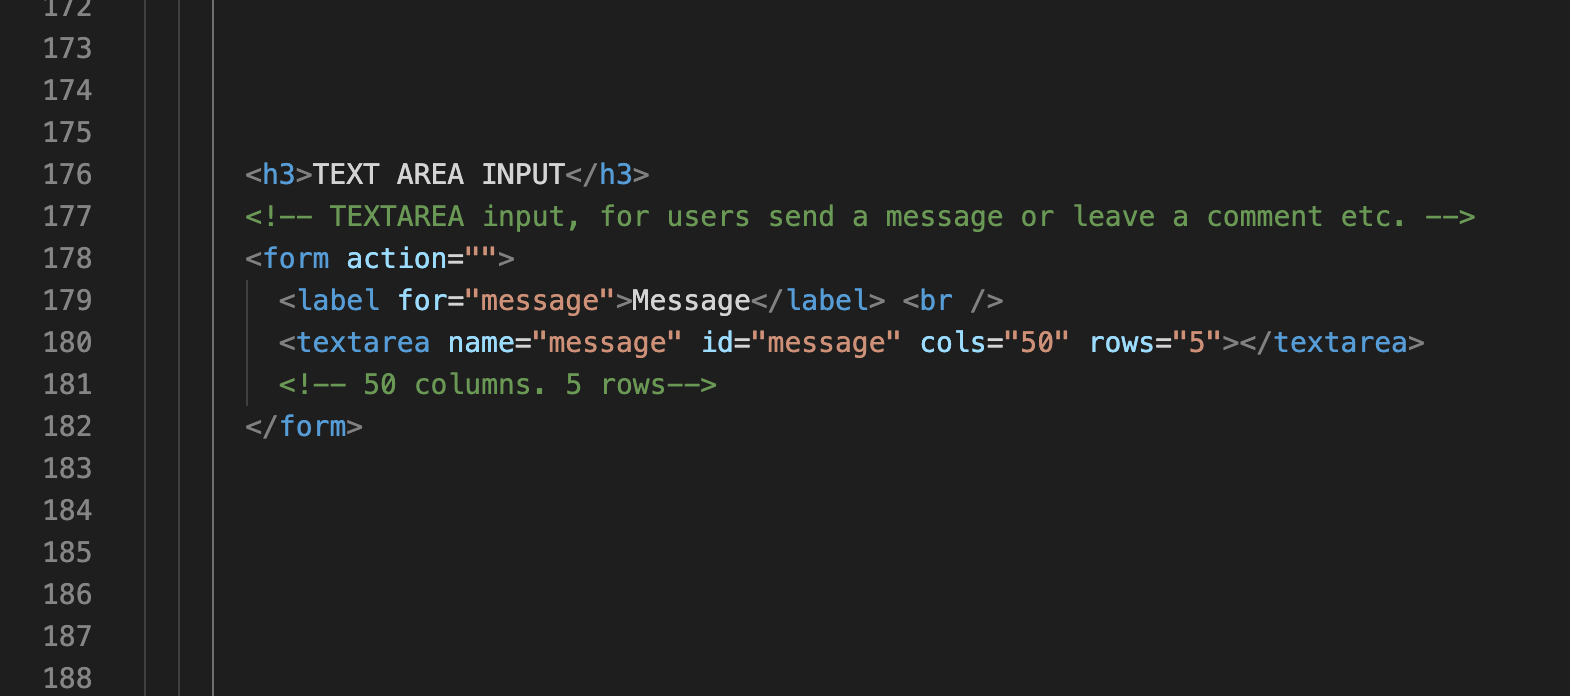 172
173
174
175
176 <h3>TEXT AREA INPUT</h3>
177 <!-- TEXTAREA input, for users send a message or leave a comment etc. -->
178 <form action="">
179 <label for="message">Message</label> <br />
180 <textarea name="message" id="message" cols="50" rows="5"></textarea>
181 <!-- 50 columns. 5 rows-->
182 </form>
183
184
185
186
187
188